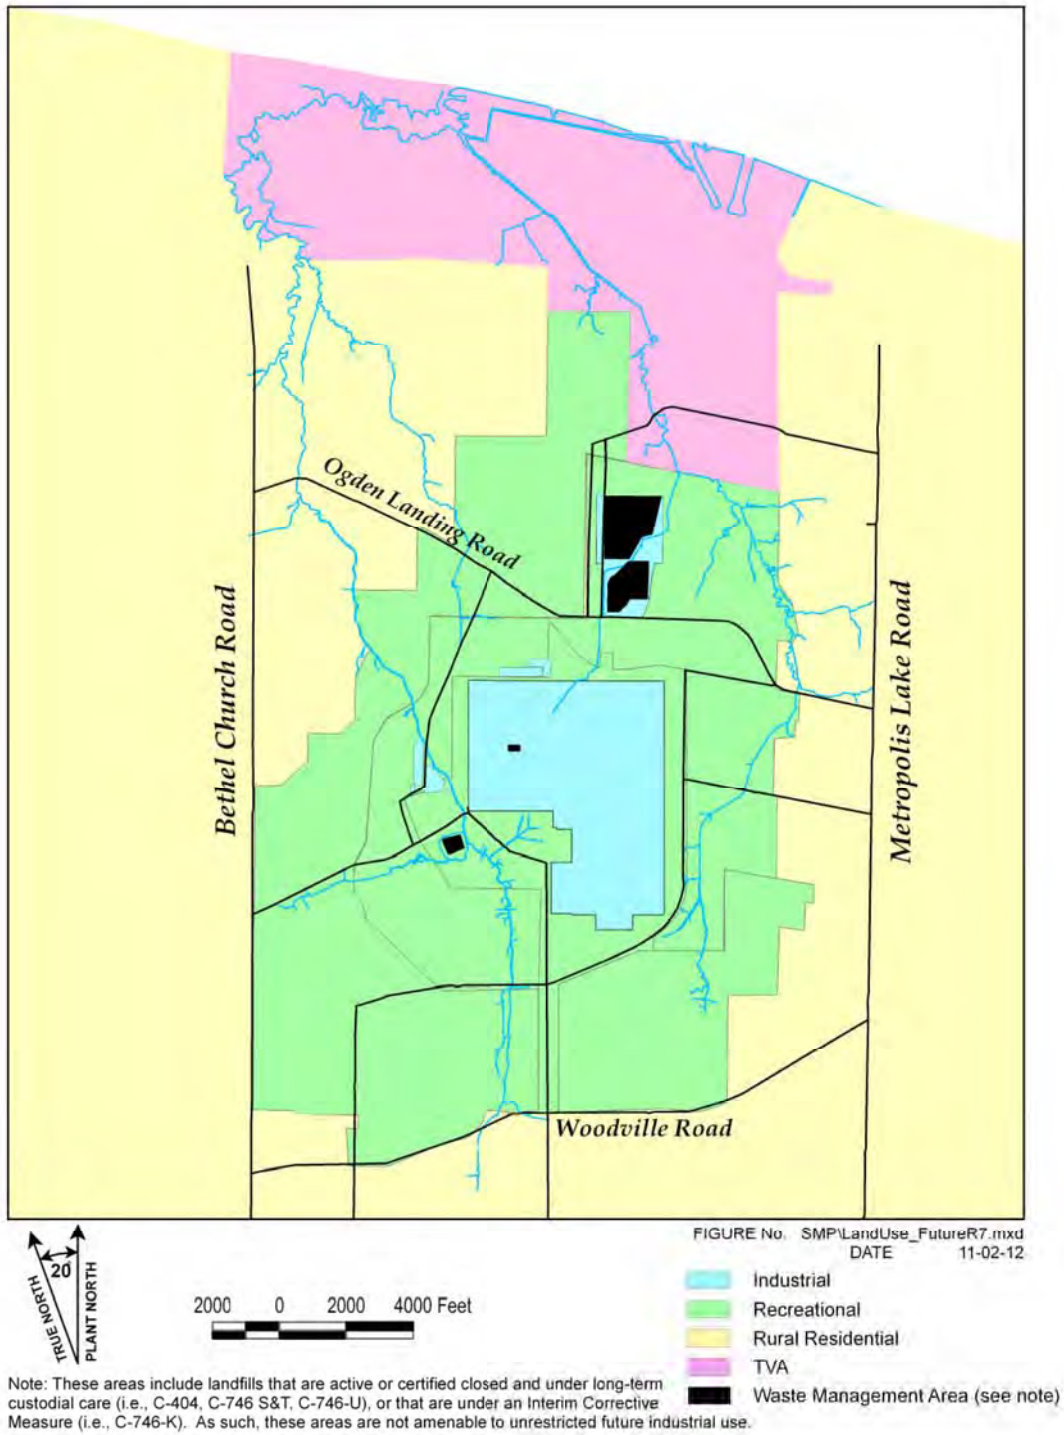 Ogden Landing Road
Bethel Church Road
Metropolis Lake Road
Woodville Road
FIGURE No. SMP\LandUse_FutureR7.mxd
DATE 11-02-12
TRUE NORTH
20
PLANT NORTH
2000 0 2000 4000 Feet
Industrial
Recreational
Rural Residential
TVA
Waste Management Area (see note)
Note: These areas include landfills that are active or certified closed and under long-term
custodial care (i.e., C-404, C-746 S&T, C-746-U), or that are under an Interim Corrective
Measure (i.e., C-746-K). As such, these areas are not amenable to unrestricted future industrial use.